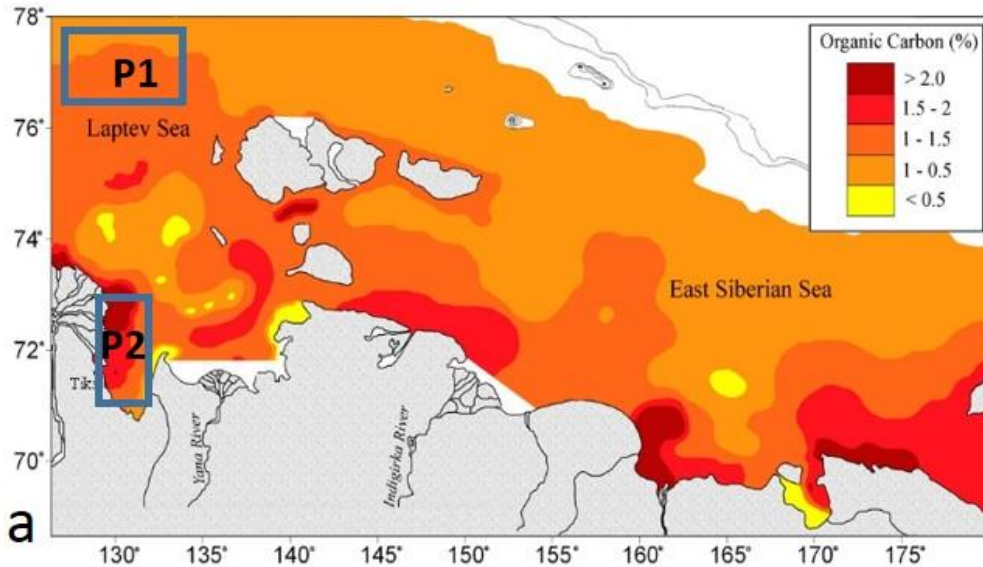 78°
76°
74°
72°
70°
P1
Laptev Sea
P2
Tiksi
Yana River
Indigirka River
East Siberian Sea
Organic Carbon (%)
> 2.0
1.5 - 2
1 - 1.5
1 - 0.5
< 0.5
a
130° 135° 140° 145° 150° 155° 160° 165° 170° 175°